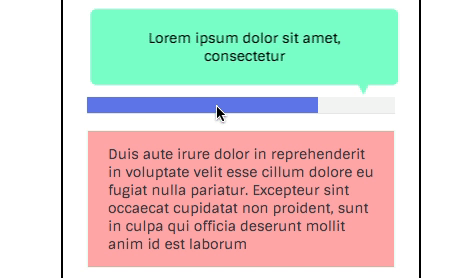 Lorem ipsum dolor sit amet,
consectetur
Duis aute irure dolor in reprehenderit
in voluptate velit esse cillum dolore eu
fugiat nulla pariatur. Excepteur sint
occaecat cupidatat non proident, sunt
in culpa qui officia deserunt mollit
anim id est laborum